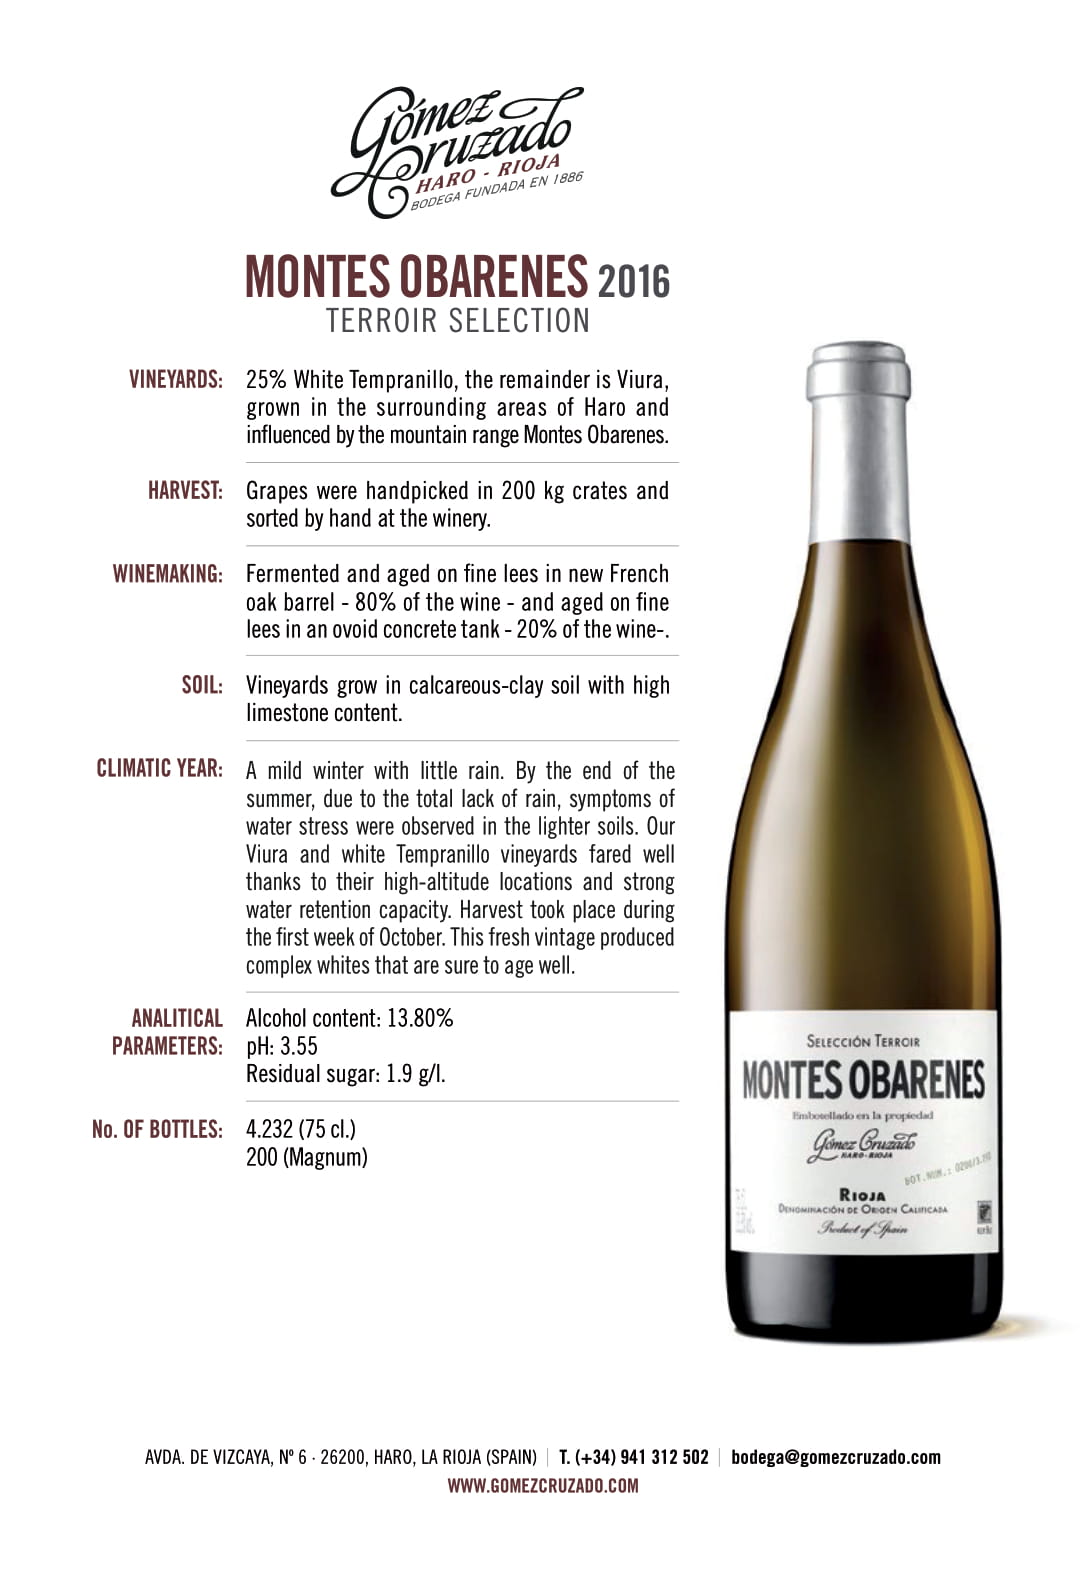 Gómez
Cruzado
HARO - RIOJA
BODEGA FUNDADA EN 1886
MONTES OBARENES 2016
TERROIR SELECTION
VINEYARDS: 25% White Tempranillo, the remainder is Viura,
grown in the surrounding areas of Haro and
influenced by the mountain range Montes Obarenes.
HARVEST: Grapes were handpicked in 200 kg crates and
sorted by hand at the winery.
WINEMAKING: Fermented and aged on fine lees in new French
oak barrel - 80% of the wine - and aged on fine
lees in an ovoid concrete tank - 20% of the wine-.
SOIL: Vineyards grow in calcareous-clay soil with high
limestone content.
CLIMATIC YEAR: A mild winter with little rain. By the end of the
summer, due to the total lack of rain, symptoms of
water stress were observed in the lighter soils. Our
Viura and white Tempranillo vineyards fared well
thanks to their high-altitude locations and strong
water retention capacity. Harvest took place during
the first week of October. This fresh vintage produced
complex whites that are sure to age well.
ANALITICAL Alcohol content: 13.80%
PARAMETERS: pH: 3.55
Residual sugar: 1.9 g/l.
No. OF BOTTLES: 4.232 (75 cl.)
200 (Magnum)
SELECCIÓN TERROIR
MONTES OBARENES
Embotellado en la propiedad
Gómez Cruzado
HARO-RIOJA
BOT. NUM.:
RIOJA
DENOMINACIÓN DE ORIGEN CALIFICADA
Product of Spain
AVDA. DE VIZCAYA, Nº 6 · 26200, HARO, LA RIOJA (SPAIN) | T. (+34) 941 312 502 | bodega@gomezcruzado.com
WWW.GOMEZCRUZADO.COM